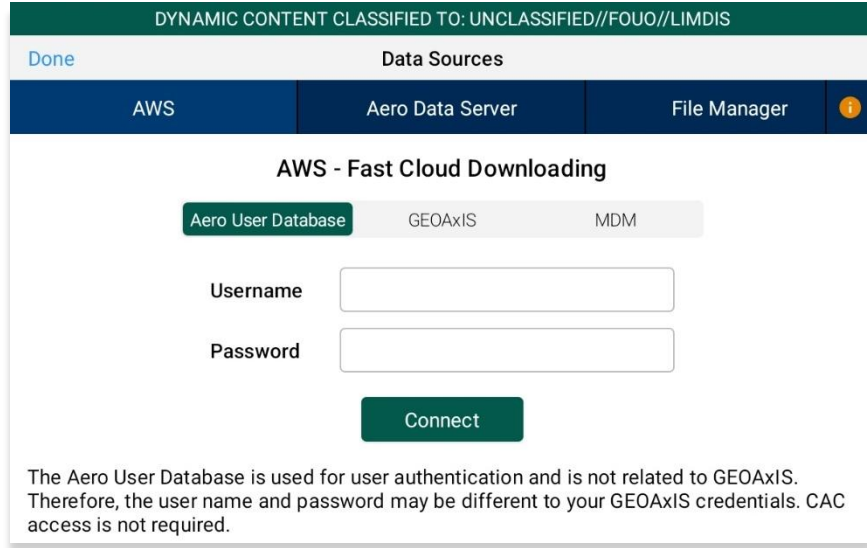 DYNAMIC CONTENT CLASSIFIED TO: UNCLASSIFIED//FOUO//LIMDIS
Done Data Sources
AWS Aero Data Server File Manager i
AWS - Fast Cloud Downloading
Aero User Database GEOAxIS MDM
Username
Password
Connect
The Aero User Database is used for user authentication and is not related to GEOAxIS.
Therefore, the user name and password may be different to your GEOAxIS credentials. CAC
access is not required.